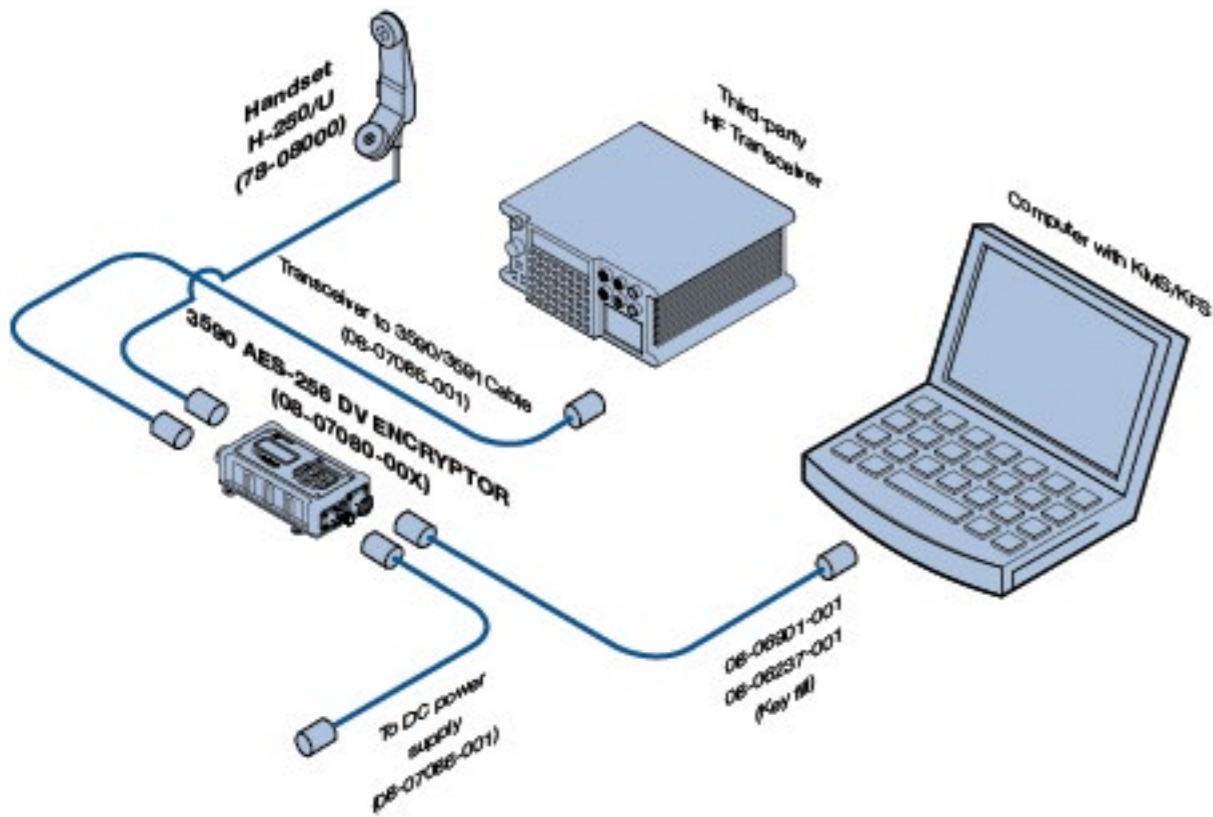 Handset
H-250/U
(78-08000)
Third-party
HF Transceiver
Computer with KMS/KFS
Transceiver to 3590/3591 Cable
(08-07065-001)
3590 AES-256 DV ENCRYPTOR
(08-07080-00X)
08-06901-001
08-06237-001
(Key fill)
To DC power
supply
(08-07066-001)